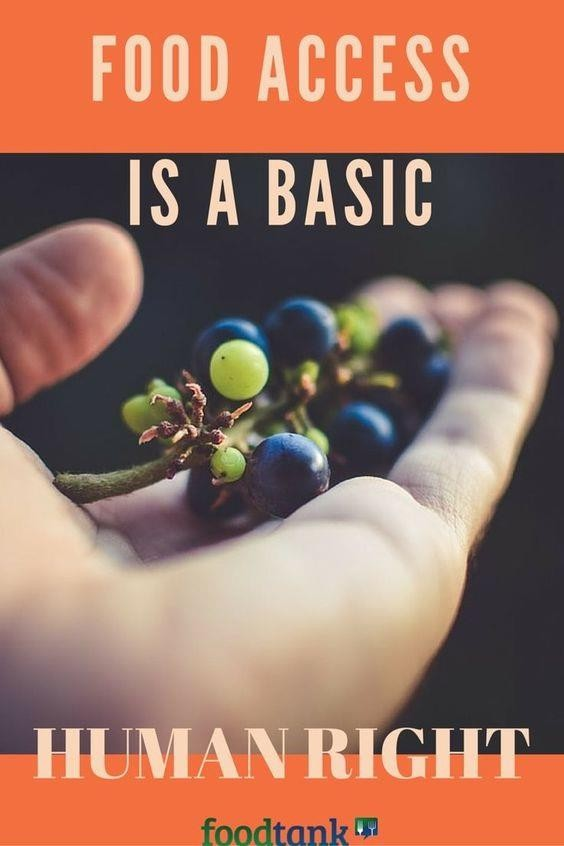 FOOD ACCESS
IS A BASIC
HUMAN RIGHT
foodtank